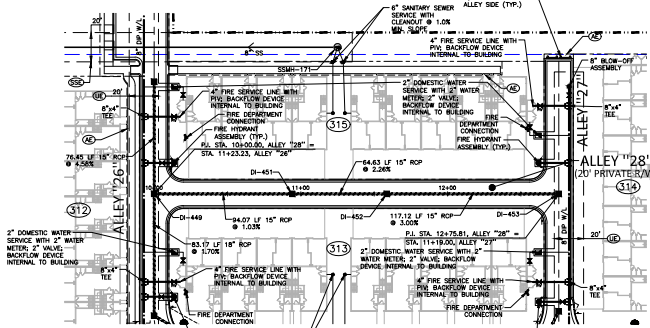 ALLEY SIDE (TYP.)
6" SANITARY SEWER
SERVICE WITH
CLEANOUT @ 1.0%
MIN. SLOPE
20'
8" DIP W/L
8" SS
SSMH-171
4" FIRE SERVICE LINE WITH
PIV; BACKFLOW DEVICE
INTERNAL TO BUILDING
AE
8" BLOW-OFF
ASSEMBLY
SSE
UE
20'
8"x4"
TEE
AE
4" FIRE SERVICE LINE WITH
PIV; BACKFLOW DEVICE
INTERNAL TO BUILDING
FIRE DEPARTMENT
CONNECTION
FIRE HYDRANT
ASSEMBLY (TYP.)
2" DOMESTIC WATER
SERVICE WITH 2" WATER
METER; 2" VALVE;
BACKFLOW DEVICE
INTERNAL TO BUILDING
AE
FIRE
DEPARTMENT
CONNECTION
FIRE HYDRANT
ASSEMBLY
(TYP.)
8"x4"
TEE
ALLEY "27"
315
P.I. STA. 10+00.00, ALLEY "28" =
STA. 11+23.23, ALLEY "26"
76.45 LF 15" RCP
@ 4.58%
64.63 LF 15" RCP
@ 2.26%
ALLEY "28"
(20' PRIVATE R/W
314
DI-451
10+00
11+00
12+00
312
ALLEY "26"
DI-449
94.07 LF 15" RCP
@ 1.03%
DI-452
117.12 LF 15" RCP
@ 3.00%
DI-453
8" DIP W/L
2" DOMESTIC WATER
SERVICE WITH 2" WATER
METER; 2" VALVE;
BACKFLOW DEVICE
INTERNAL TO BUILDING
83.17 LF 18" RCP
@ 1.70%
313
P.I. STA. 12+75.81, ALLEY "28" =
STA. 11+19.00, ALLEY "27"
2" DOMESTIC WATER SERVICE WITH 2"
WATER METER; 2" VALVE; BACKFLOW
DEVICE INTERNAL TO BUILDING
20'
UE
8"x4"
TEE
4" FIRE SERVICE LINE WITH
PIV; BACKFLOW DEVICE
INTERNAL TO BUILDING
4" FIRE SERVICE LINE WITH
PIV; BACKFLOW DEVICE
INTERNAL TO BUILDING
8"x4"
TEE
FIRE DEPARTMENT
CONNECTION
FIRE DEPARTMENT
CONNECTION